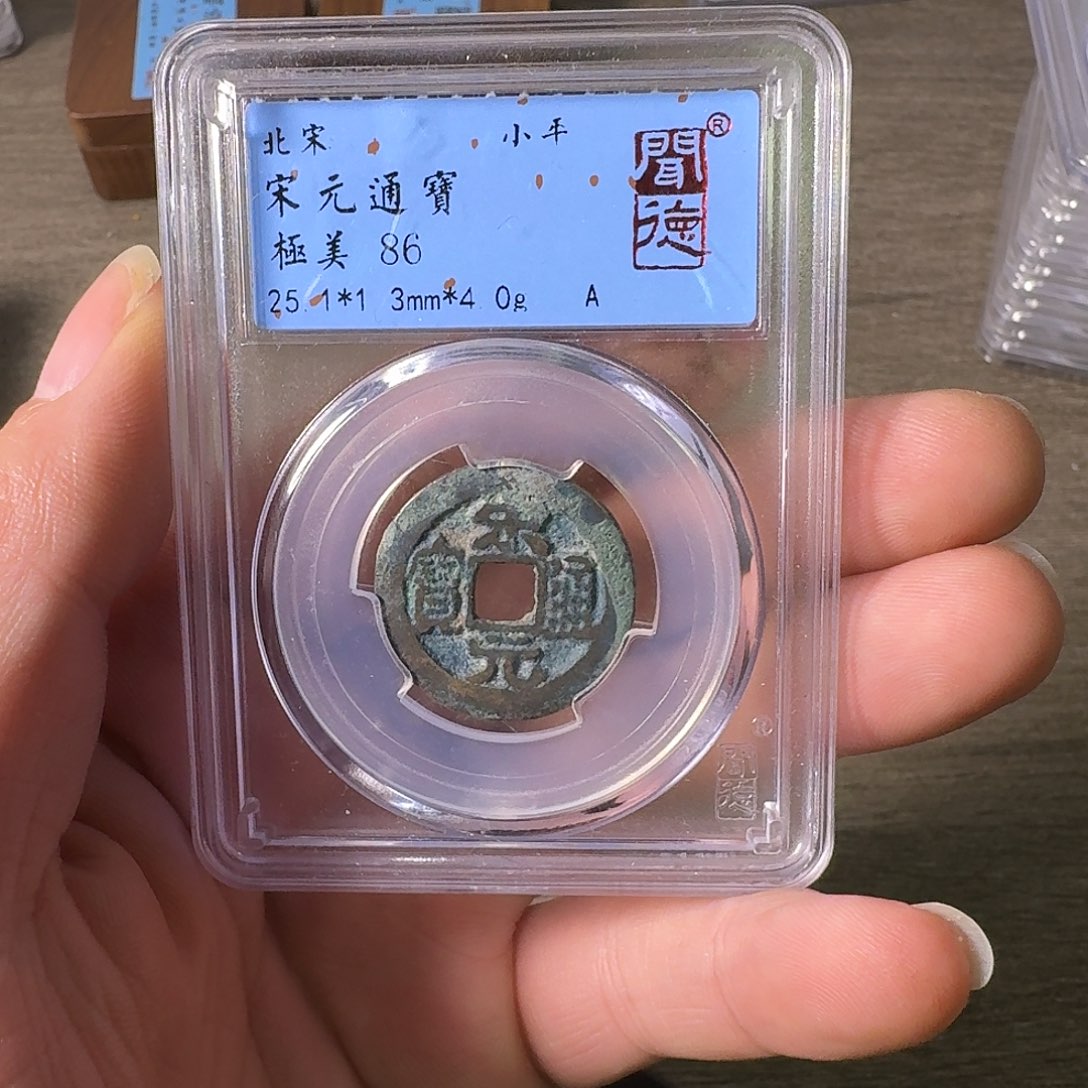 北宋 小平
宋元通寶
極美 86
25.1*1.3mm*4.0g A
聞德
®
宋元通寶
聞德